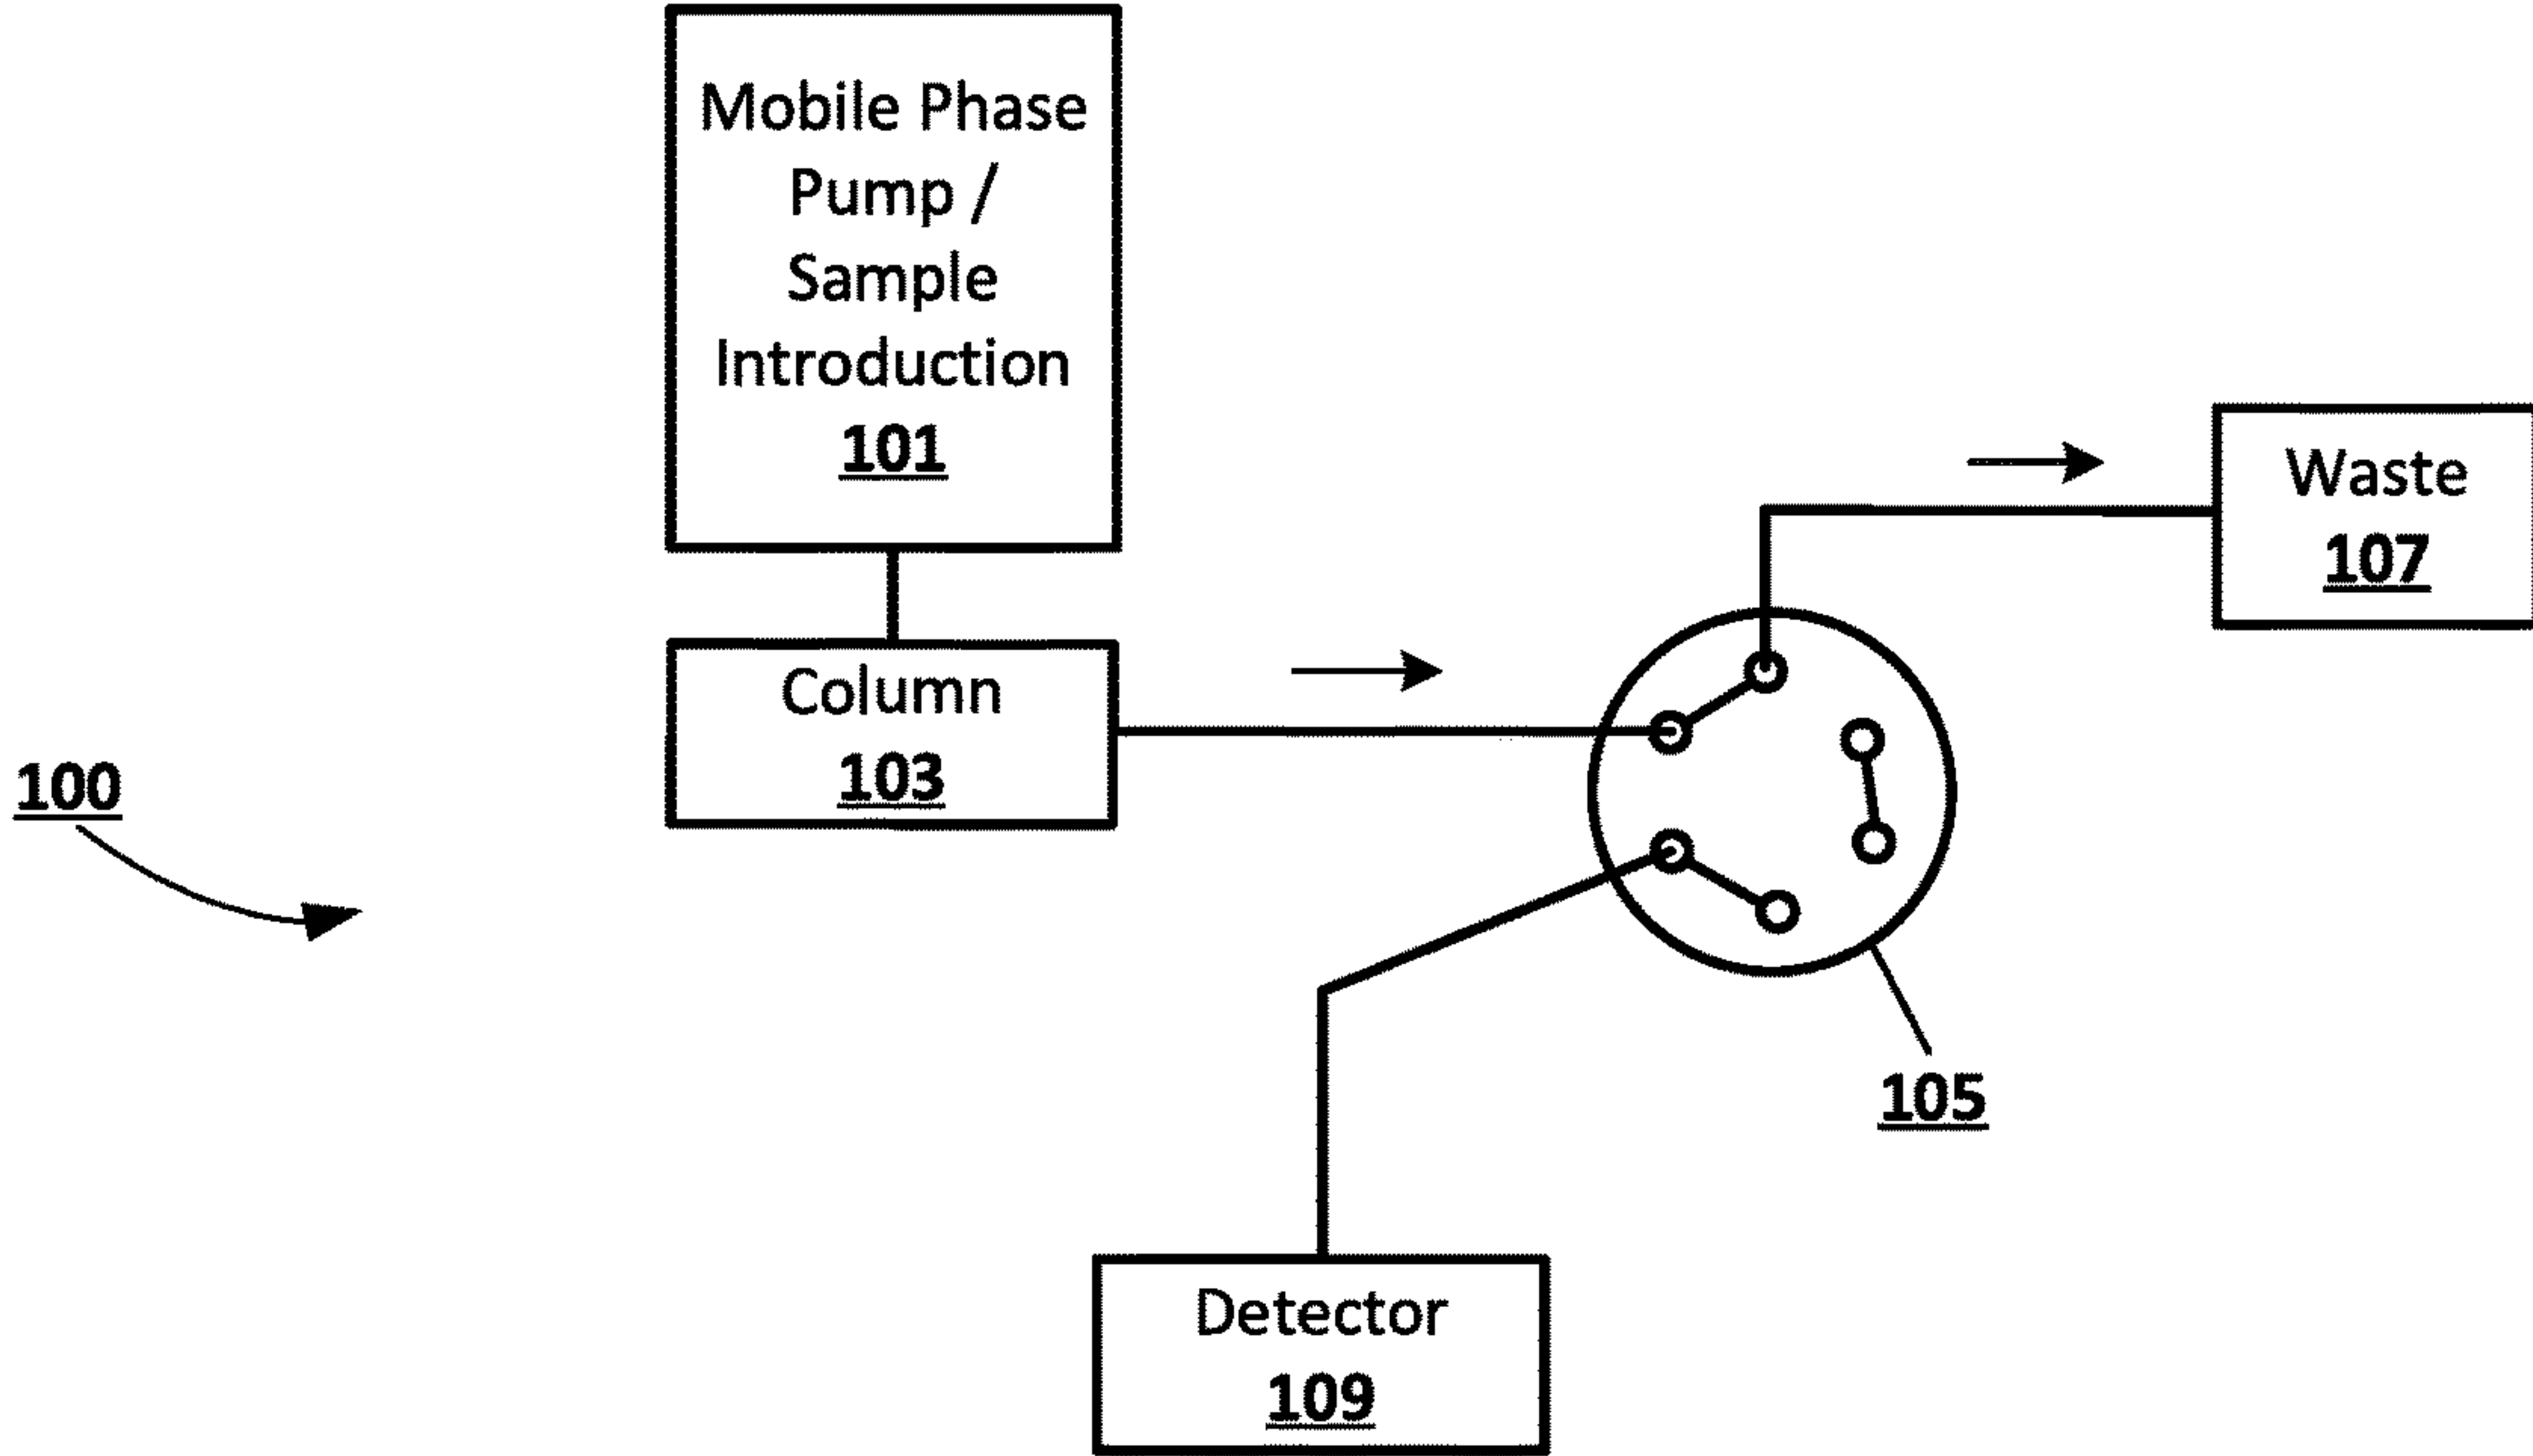 Mobile Phase
Pump /
Sample
Introduction
101
Waste
107
Column
103
100
105
Detector
109